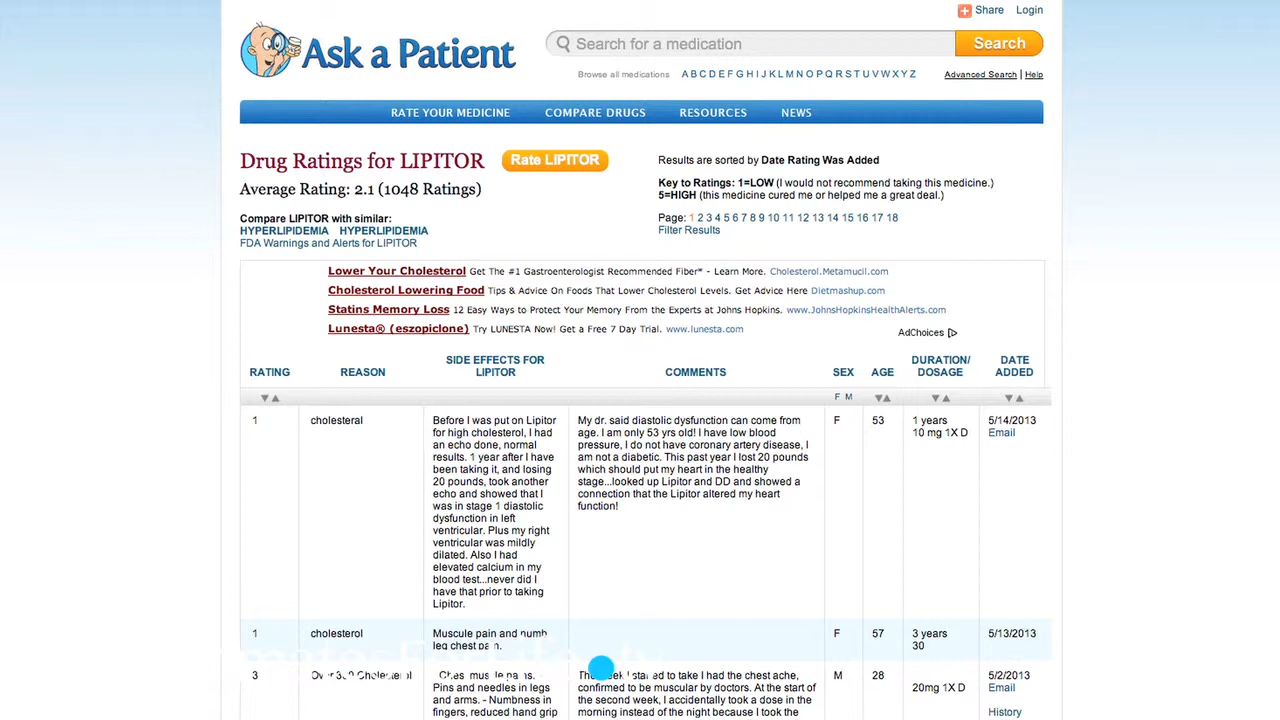 Share Login
Ask a Patient
Search for a medication
Search
Browse all medications A B C D E F G H I J K L M N O P Q R S T U V W X Y Z
Advanced Search | Help
RATE YOUR MEDICINE COMPARE DRUGS RESOURCES NEWS
Drug Ratings for LIPITOR
Rate LIPITOR
Average Rating: 2.1 (1048 Ratings)
Compare LIPITOR with similar:
HYPERLIPIDEMIA HYPERLIPIDEMIA
FDA Warnings and Alerts for LIPITOR
Results are sorted by Date Rating Was Added
Key to Ratings: 1=LOW (I would not recommend taking this medicine.)
5=HIGH (this medicine cured me or helped me a great deal.)
Page: 1 2 3 4 5 6 7 8 9 10 11 12 13 14 15 16 17 18
Filter Results
Lower Your Cholesterol Get The #1 Gastroenterologist Recommended Fiber* - Learn More. Cholesterol.Metamucil.com
Cholesterol Lowering Food Tips & Advice On Foods That Lower Cholesterol Levels. Get Advice Here Dietmashup.com
Statins Memory Loss 12 Easy Ways to Protect Your Memory From the Experts at Johns Hopkins. www.JohnsHopkinsHealthAlerts.com
Lunesta® (eszopiclone) Try LUNESTA Now! Get a Free 7 Day Trial. www.lunesta.com
AdChoices
RATING
REASON
SIDE EFFECTS FOR
LIPITOR
COMMENTS
SEX
AGE
DURATION/
DOSAGE
DATE
ADDED
F M
1
cholesteral
Before I was put on Lipitor
for high cholesterol, I had
an echo done, normal
results. 1 year after I have
been taking it, and losing
20 pounds, took another
echo and showed that I
was in stage 1 diastolic
dysfunction in left
ventricular. Plus my right
ventricular was mildly
dilated. Also I had
elevated calcium in my
blood test...never did I
have that prior to taking
Lipitor.
My dr. said diastolic dysfunction can come from
age. I am only 53 yrs old! I have low blood
pressure, I do not have coronary artery disease, I
am not a diabetic. This past year I lost 20 pounds
which should put my heart in the healthy
stage...looked up Lipitor and DD and showed a
connection that the Lipitor altered my heart
function!
F
53
1 years
10 mg 1X D
5/14/2013
Email
1
cholesterol
Muscule pain and numb
leg chest pain.
F
57
3 years
30
5/13/2013
3
Over 300 Cholesterol
Pins and needles in legs
and arms. - Numbness in
fingers, reduced hand grip
The week I started to take I had the chest ache,
confirmed to be muscular by doctors. At the start of
the second week, I accidentally took a dose in the
morning instead of the night because I took the
M
28
20mg 1X D
5/2/2013
Email
History